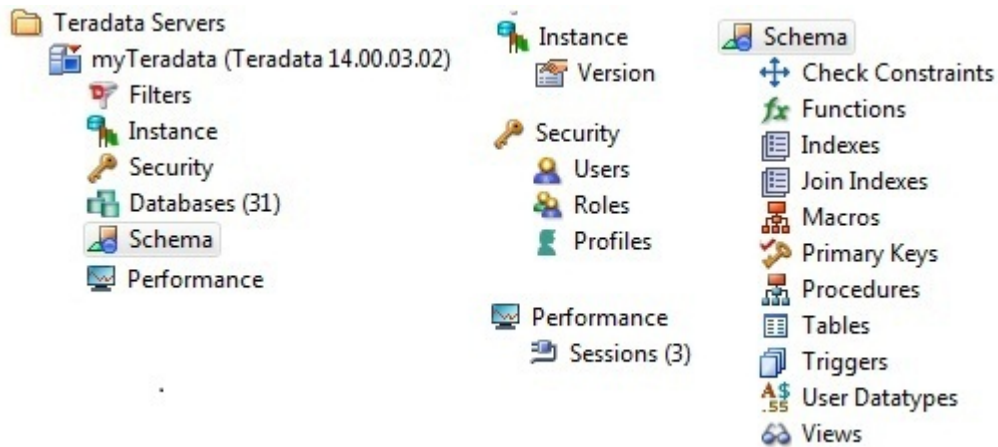 Teradata Servers
myTeradata (Teradata 14.00.03.02)
Filters
Instance
Security
Databases (31)
Schema
Performance
Instance
Version
Security
Users
Roles
Profiles
Performance
Sessions (3)
Schema
Check Constraints
Functions
Indexes
Join Indexes
Macros
Primary Keys
Procedures
Tables
Triggers
User Datatypes
Views